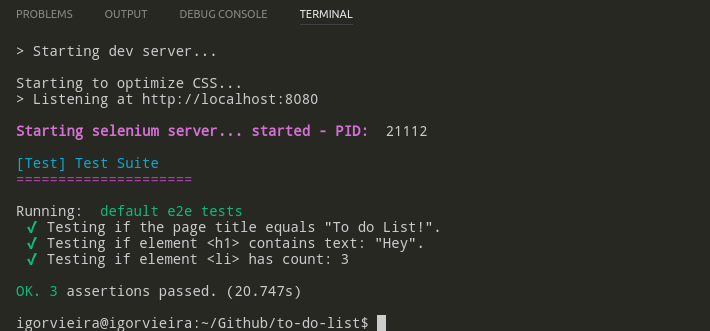 PROBLEMS OUTPUT DEBUG CONSOLE TERMINAL
> Starting dev server...
Starting to optimize CSS...
> Listening at http://localhost:8080
Starting selenium server... started - PID:  21112
[Test] Test Suite
=====================
Running:  default e2e tests
✔ Testing if the page title equals "To do List!".
✔ Testing if element <h1> contains text: "Hey".
✔ Testing if element <li> has count: 3
OK. 3 assertions passed. (20.747s)
igorvieira@igorvieira:~/Github/to-do-list$